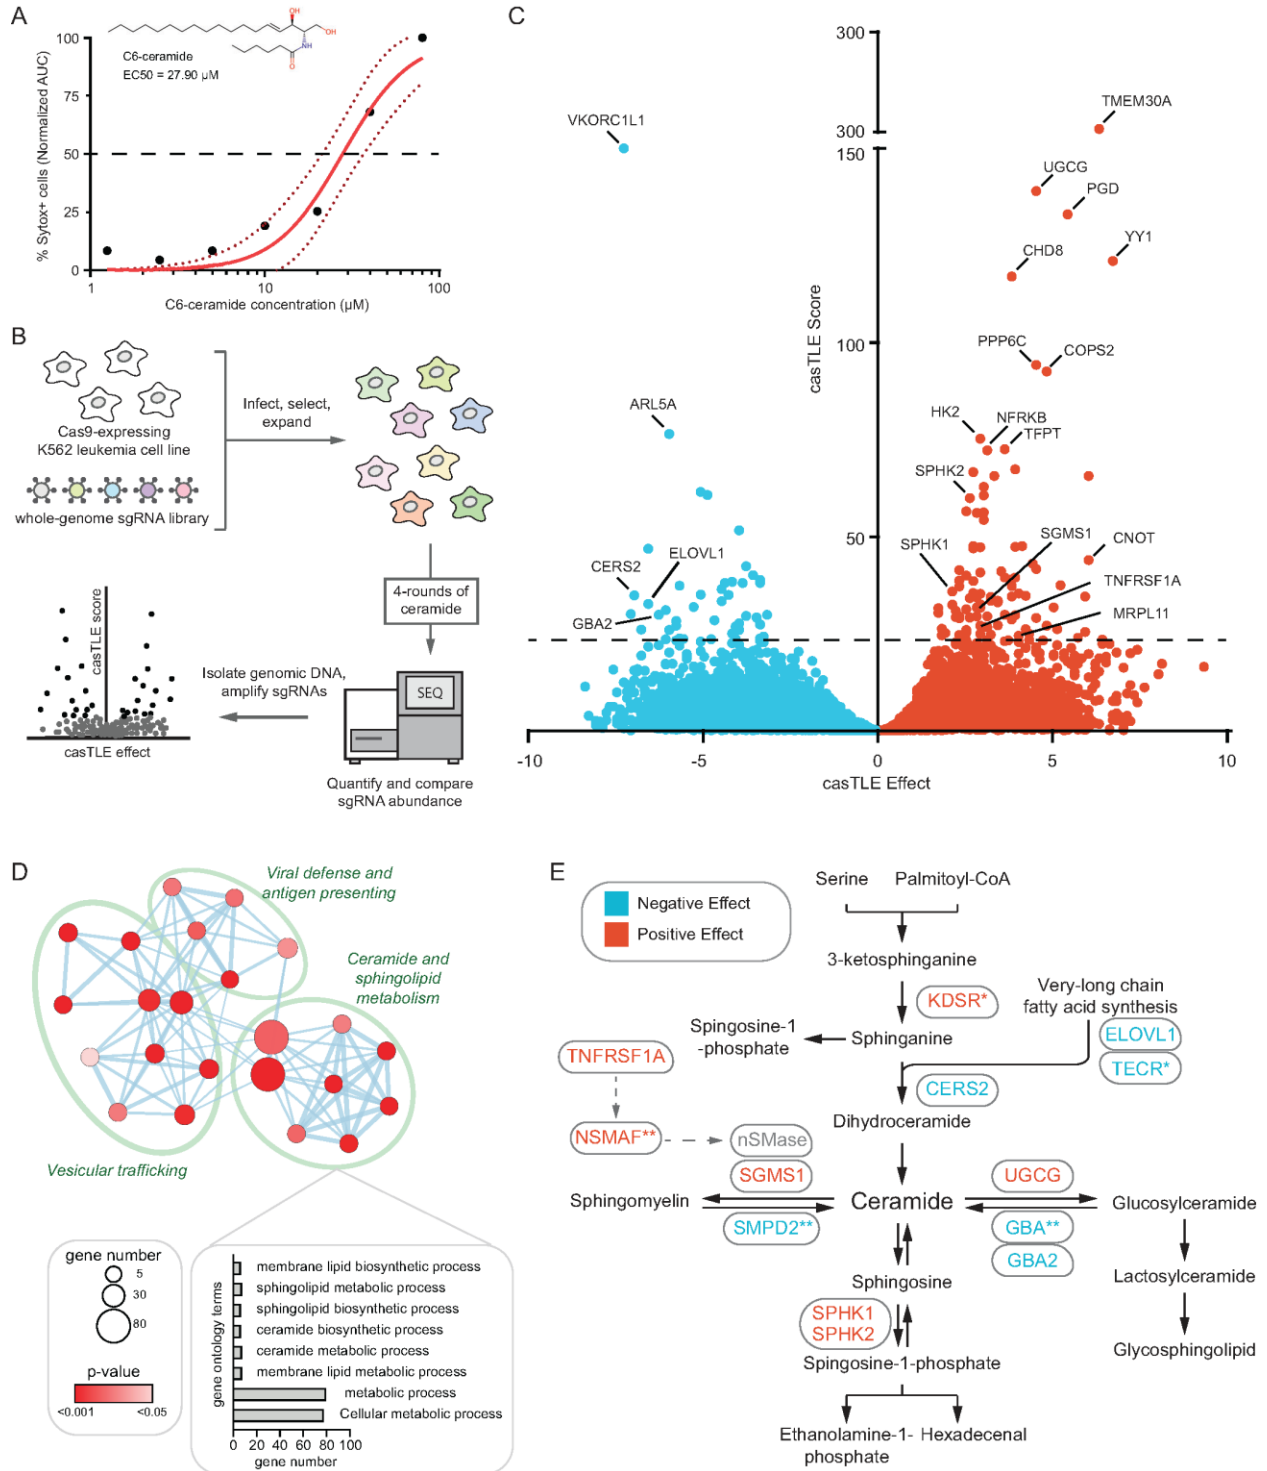 A
OH
OH
NH
O
C6-ceramide
EC50 = 27.90 µM
% Sytox+ cells (Normalized AUC)
100
75
50
25
0
1
10
100
C6-ceramide concentration (µM)
B
Cas9-expressing
K562 leukemia cell line
whole-genome sgRNA library
Infect, select,
expand
4-rounds of
ceramide
SEQ
Quantify and compare
sgRNA abundance
Isolate genomic DNA,
amplify sgRNAs
casTLE score
casTLE effect
C
300
300
150
100
50
casTLE Score
VKORC1L1
TMEM30A
UGCG
PGD
YY1
CHD8
PPP6C
COPS2
ARL5A
HK2
NFRKB
TFPT
SPHK2
SPHK1
SGMS1
CNOT
TNFRSF1A
MRPL11
ELOVL1
CERS2
GBA2
-10
-5
0
5
10
casTLE Effect
D
Viral defense and
antigen presenting
Ceramide and
sphingolipid
metabolism
Vesicular trafficking
gene number
5
30
80
p-value
<0.001
<0.05
gene ontology terms
membrane lipid biosynthetic process
sphingolipid metabolic process
sphingolipid biosynthetic process
ceramide biosynthetic process
ceramide metabolic process
membrane lipid metabolic process
metabolic process
Cellular metabolic process
0 20 40 60 80 100
gene number
E
Negative Effect
Positive Effect
Serine
Palmitoyl-CoA
3-ketosphinganine
KDSR*
Very-long chain
fatty acid synthesis
ELOVL1
TECR*
Spingosine-1
-phosphate
Sphinganine
CERS2
Dihydroceramide
TNFRSF1A
NSMAF**
nSMase
SGMS1
Sphingomyelin
SMPD2**
Ceramide
UGCG
GBA**
GBA2
Glucosylceramide
Lactosylceramide
Glycosphingolipid
Sphingosine
SPHK1
SPHK2
Spingosine-1-phosphate
Ethanolamine-1-
phosphate
Hexadecenal